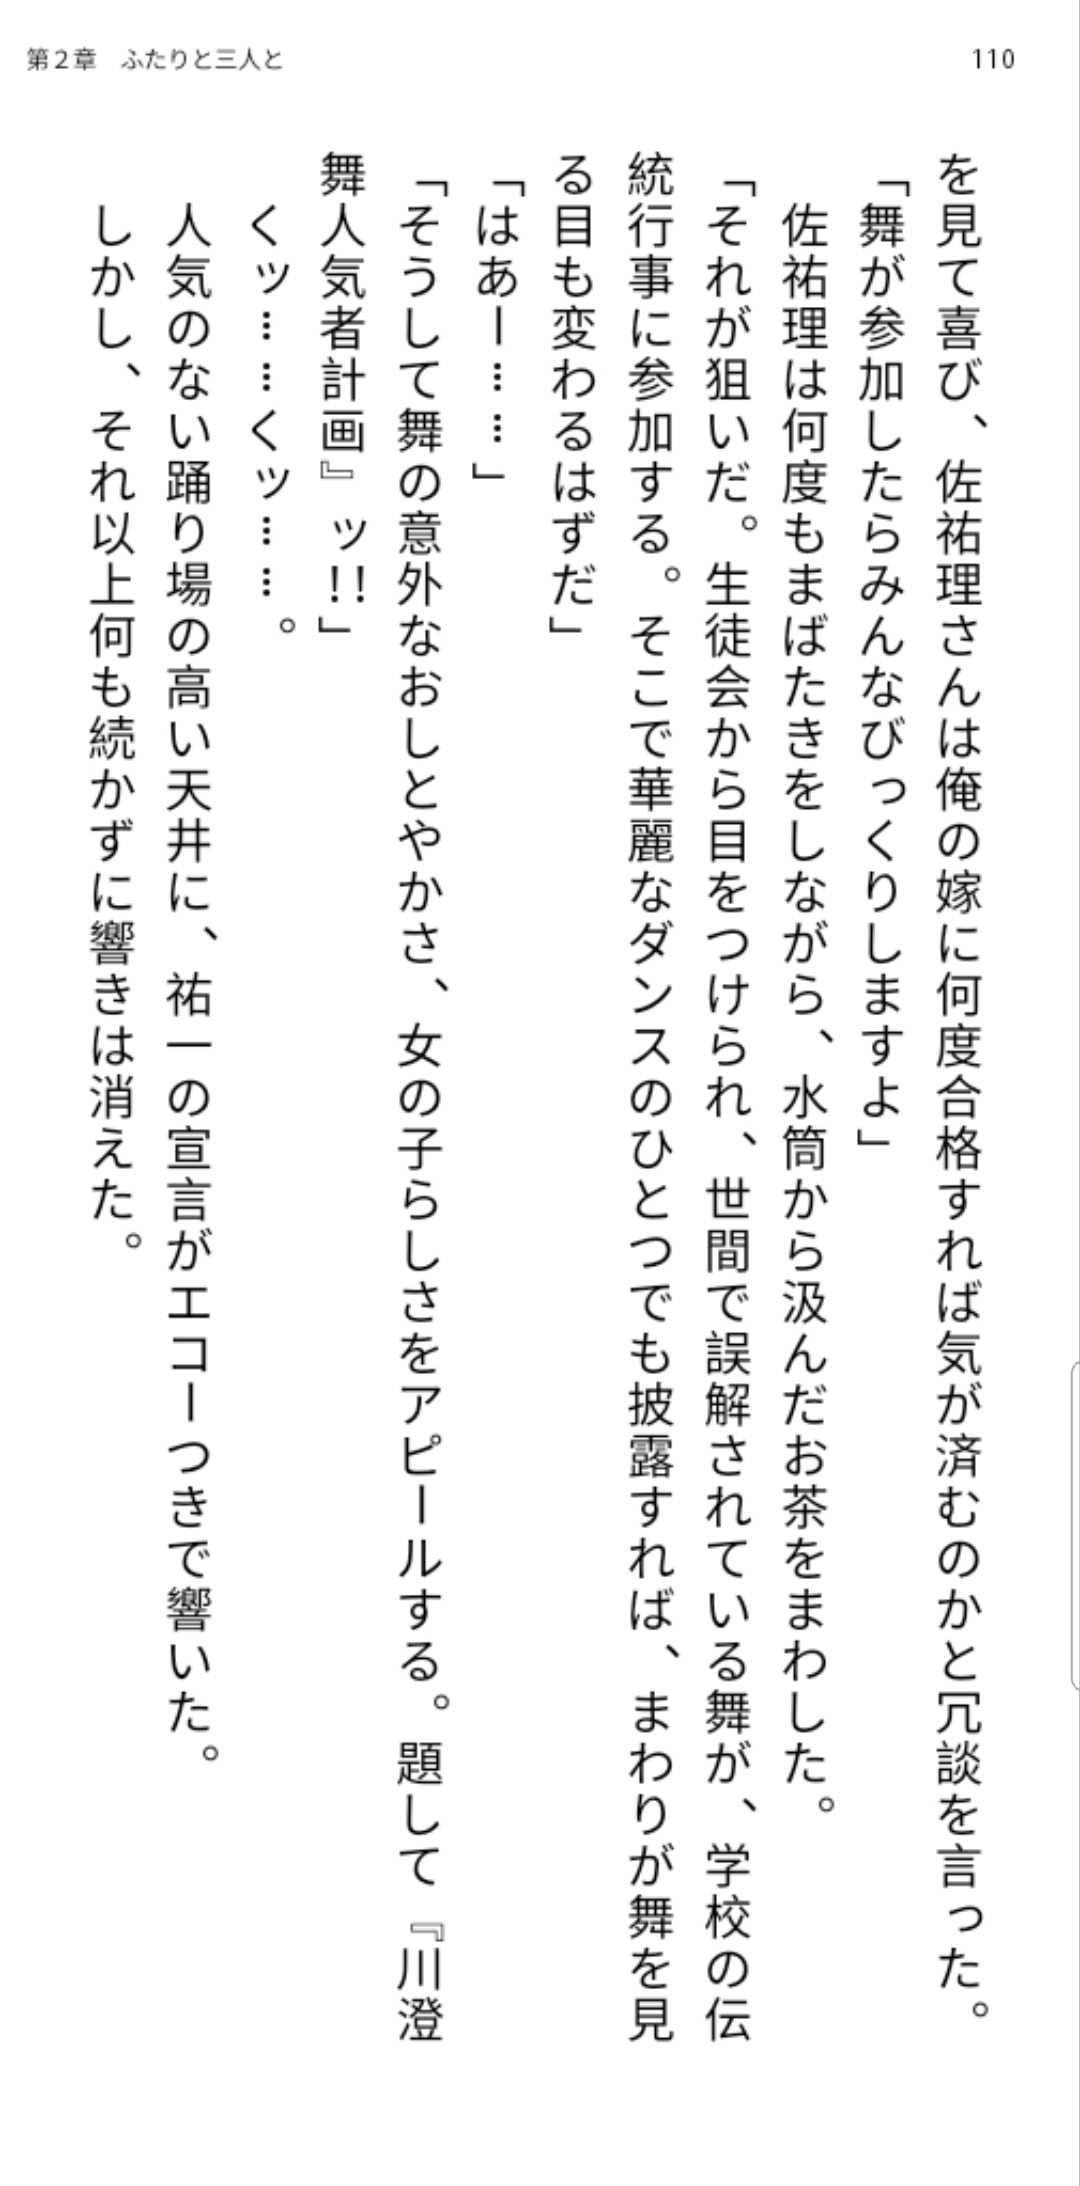 第２章　ふたりと三人と
110
を見て喜び、佐祐理さんは俺の嫁に何度合格すれば気が済むのかと冗談を言った。
「舞が参加したらみんなびっくりしますよ」
　佐祐理は何度もまばたきをしながら、水筒から汲んだお茶をまわした。
「それが狙いだ。生徒会から目をつけられ、世間で誤解されている舞が、学校の伝
統行事に参加する。そこで華麗なダンスのひとつでも披露すれば、まわりが舞を見
る目も変わるはずだ」
「はあー……」
「そうして舞の意外なおしとやかさ、女の子らしさをアピールする。題して『川澄
舞人気者計画』ッ!!」
　くッ……くッ……。
　人気のない踊り場の高い天井に、祐一の宣言がエコーつきで響いた。
　しかし、それ以上何も続かずに響きは消えた。